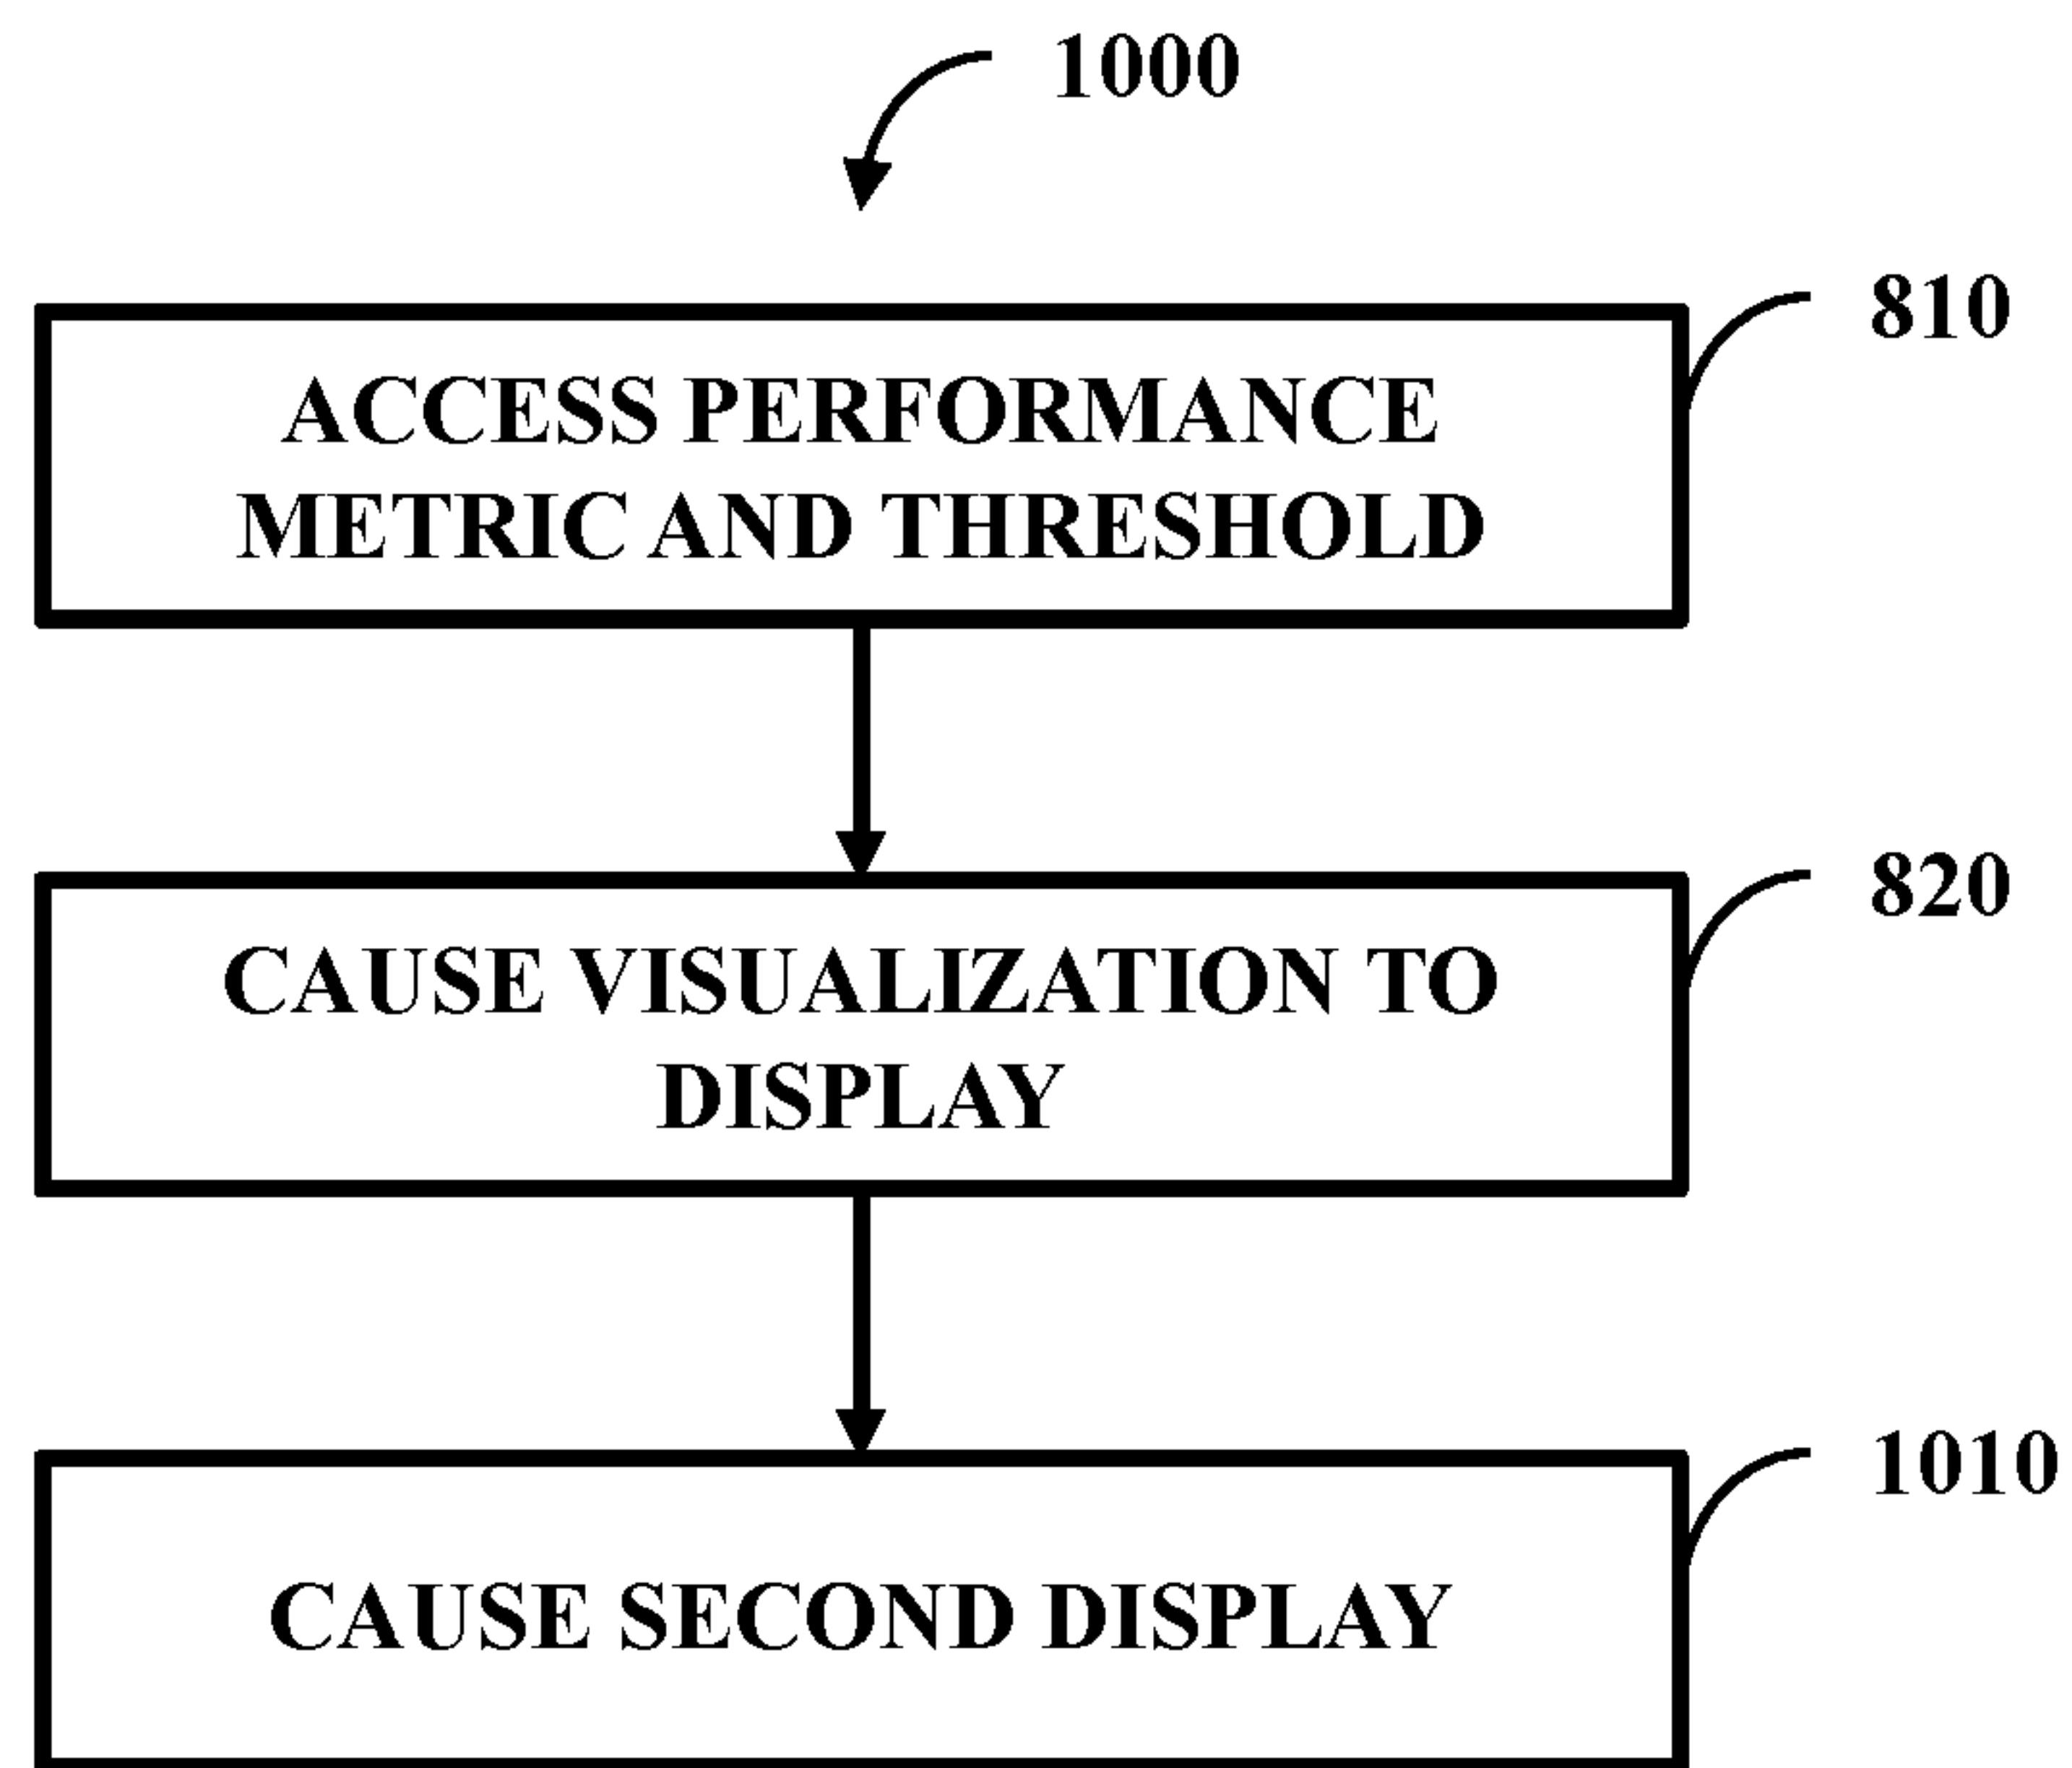 1000
810
ACCESS PERFORMANCE
METRIC AND THRESHOLD
820
CAUSE VISUALIZATION TO
DISPLAY
1010
CAUSE SECOND DISPLAY